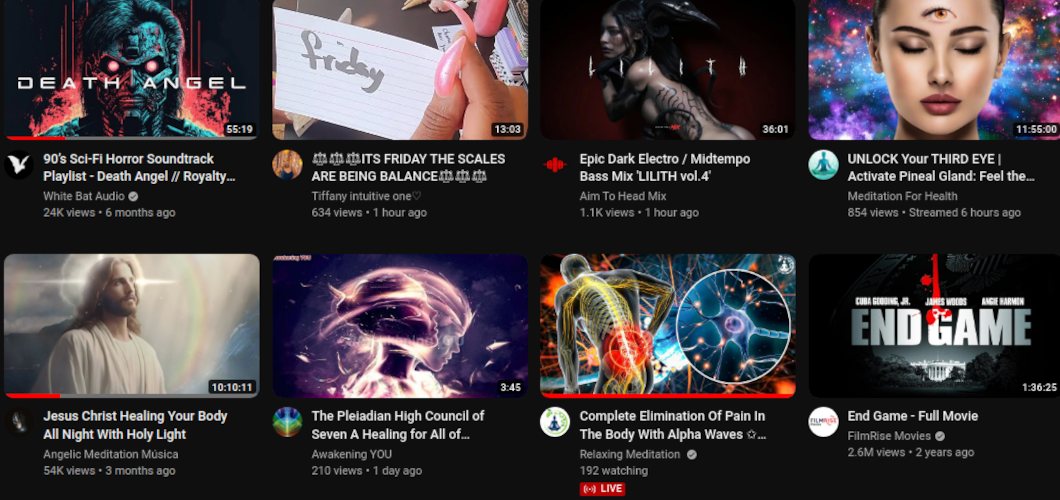 DEATH ANGEL
55:19
friday
13:03
LILITH
36:01
11:55:00
90's Sci-Fi Horror Soundtrack
Playlist - Death Angel // Royalty...
White Bat Audio
24K views • 6 months ago
⚖⚖⚖ITS FRIDAY THE SCALES
ARE BEING BALANCE⚖⚖⚖
Tiffany intuitive one♡
634 views • 1 hour ago
Epic Dark Electro / Midtempo
Bass Mix 'LILITH vol.4'
Aim To Head Mix
1.1K views • 1 hour ago
UNLOCK Your THIRD EYE |
Activate Pineal Gland: Feel the...
Meditation For Health
854 views • Streamed 6 hours ago
10:10:11
Awakening YOU
3:45
CUBA GOODING, JR. JAMES WOODS ANGIE HARMON
END GAME
1:36:25
Jesus Christ Healing Your Body
All Night With Holy Light
Angelic Meditation Música
54K views • 3 months ago
The Pleiadian High Council of
Seven A Healing for All of...
Awakening YOU
210 views • 1 day ago
Complete Elimination Of Pain In
The Body With Alpha Waves ✩...
Relaxing Meditation
192 watching
LIVE
FILMRISE
End Game - Full Movie
FilmRise Movies
2.6M views • 2 years ago